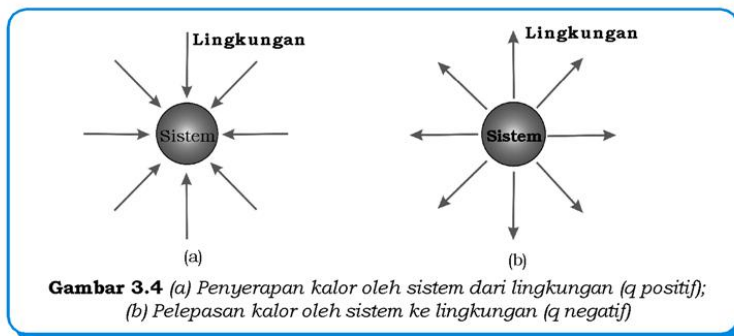 Lingkungan
Lingkungan
Sistem
Sistem
(a)
(b)
Gambar 3.4 (a) Penyerapan kalor oleh sistem dari lingkungan (q positif);
(b) Pelepasan kalor oleh sistem ke lingkungan (q negatif)